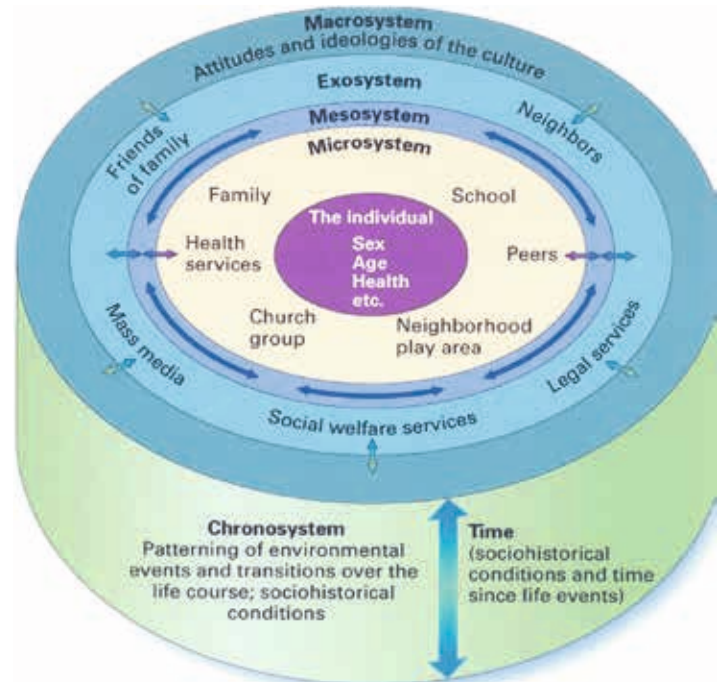 Macrosystem
Attitudes and ideologies of the culture
Exosystem
Mesosystem
Microsystem
Friends
of family
Neighbors
Family
School
The individual
Sex
Age
Health
etc.
Health
services
Peers
Church
group
Neighborhood
play area
Mass media
Legal services
Social welfare services
Chronosystem
Patterning of environmental
events and transitions over the
life course; sociohistorical
conditions
Time
(sociohistorical
conditions and time
since life events)